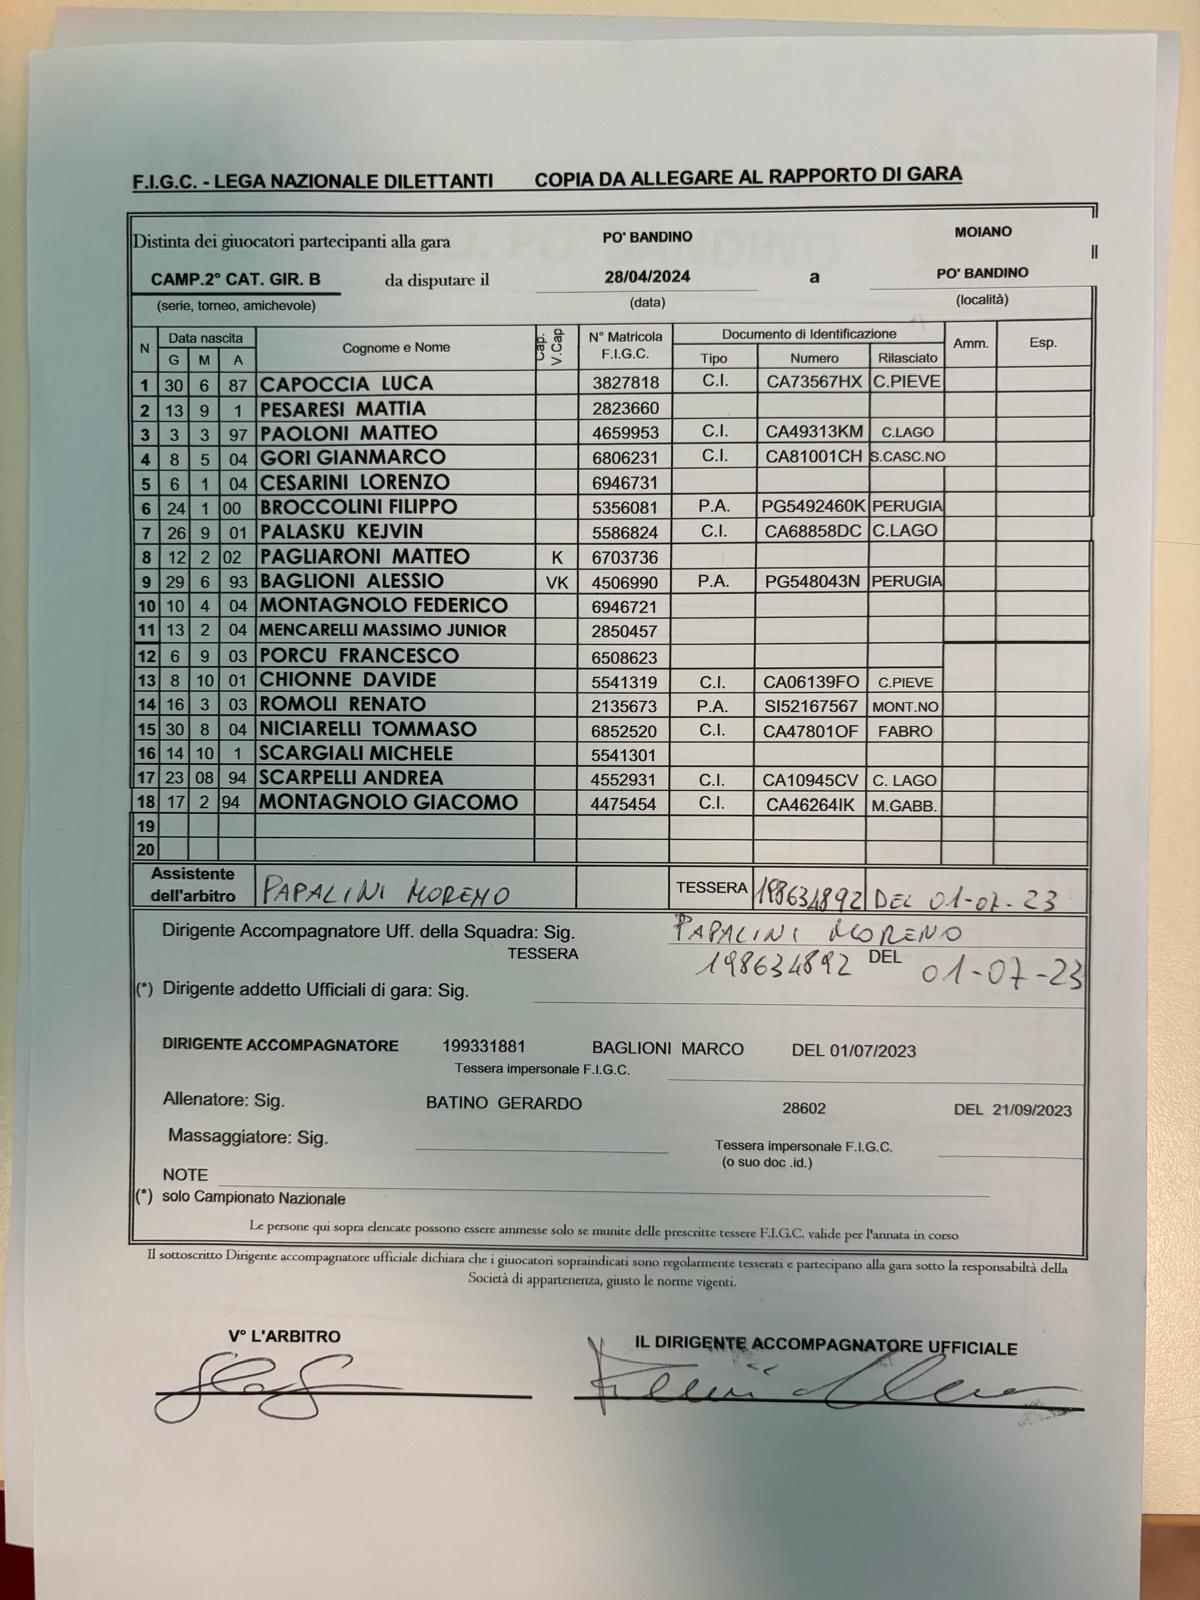 F.I.G.C. - LEGA NAZIONALE DILETTANTI COPIA DA ALLEGARE AL RAPPORTO DI GARA
Distinta dei giuocatori partecipanti alla gara PO' BANDINO MOIANO
CAMP.2° CAT. GIR. B da disputare il 28/04/2024 a PO' BANDINO
(serie, torneo, amichevole) (data) (località)
N Data nascita Cognome e Nome Cap. V.Cap N° Matricola F.I.G.C. Documento di Identificazione Amm. Esp.
G M A Tipo Numero Rilasciato
1 30 6 87 CAPOCCIA LUCA 3827818 C.I. CA73567HX C.PIEVE
2 13 9 1 PESARESI MATTIA 2823660
3 3 3 97 PAOLONI MATTEO 4659953 C.I. CA49313KM C.LAGO
4 8 5 04 GORI GIANMARCO 6806231 C.I. CA81001CH S.CASC.NO
5 6 1 04 CESARINI LORENZO 6946731
6 24 1 00 BROCCOLINI FILIPPO 5356081 P.A. PG5492460K PERUGIA
7 26 9 01 PALASKU KEJVIN 5586824 C.I. CA68858DC C.LAGO
8 12 2 02 PAGLIARONI MATTEO K 6703736
9 29 6 93 BAGLIONI ALESSIO VK 4506990 P.A. PG548043N PERUGIA
10 10 4 04 MONTAGNOLO FEDERICO 6946721
11 13 2 04 MENCARELLI MASSIMO JUNIOR 2850457
12 6 9 03 PORCU FRANCESCO 6508623
13 8 10 01 CHIONNE DAVIDE 5541319 C.I. CA06139FO C.PIEVE
14 16 3 03 ROMOLI RENATO 2135673 P.A. SI52167567 MONT.NO
15 30 8 04 NICIARELLI TOMMASO 6852520 C.I. CA47801OF FABRO
16 14 10 1 SCARGIALI MICHELE 5541301
17 23 08 94 SCARPELLI ANDREA 4552931 C.I. CA10945CV C. LAGO
18 17 2 94 MONTAGNOLO GIACOMO 4475454 C.I. CA46264IK M.GABB.
19
20
Assistente dell'arbitro PAPALINI MORENO TESSERA 198634892 DEL 01-07-23
Dirigente Accompagnatore Uff. della Squadra: Sig. PAPALINI MORENO
TESSERA 198634892 DEL 01-07-23
(*) Dirigente addetto Ufficiali di gara: Sig.
DIRIGENTE ACCOMPAGNATORE 199331881 BAGLIONI MARCO DEL 01/07/2023
Tessera impersonale F.I.G.C.
Allenatore: Sig. BATINO GERARDO 28602 DEL 21/09/2023
Massaggiatore: Sig. Tessera impersonale F.I.G.C.
(o suo doc .id.)
NOTE
(*) solo Campionato Nazionale
Le persone qui sopra elencate possono essere ammesse solo se munite delle prescritte tessere F.I.G.C. valide per l'annata in corso
Il sottoscritto Dirigente accompagnatore ufficiale dichiara che i giuocatori sopraindicati sono regolarmente tesserati e partecipano alla gara sotto la responsabiltà della
Società di appartenenza, giusto le norme vigenti.
V° L'ARBITRO IL DIRIGENTE ACCOMPAGNATORE UFFICIALE